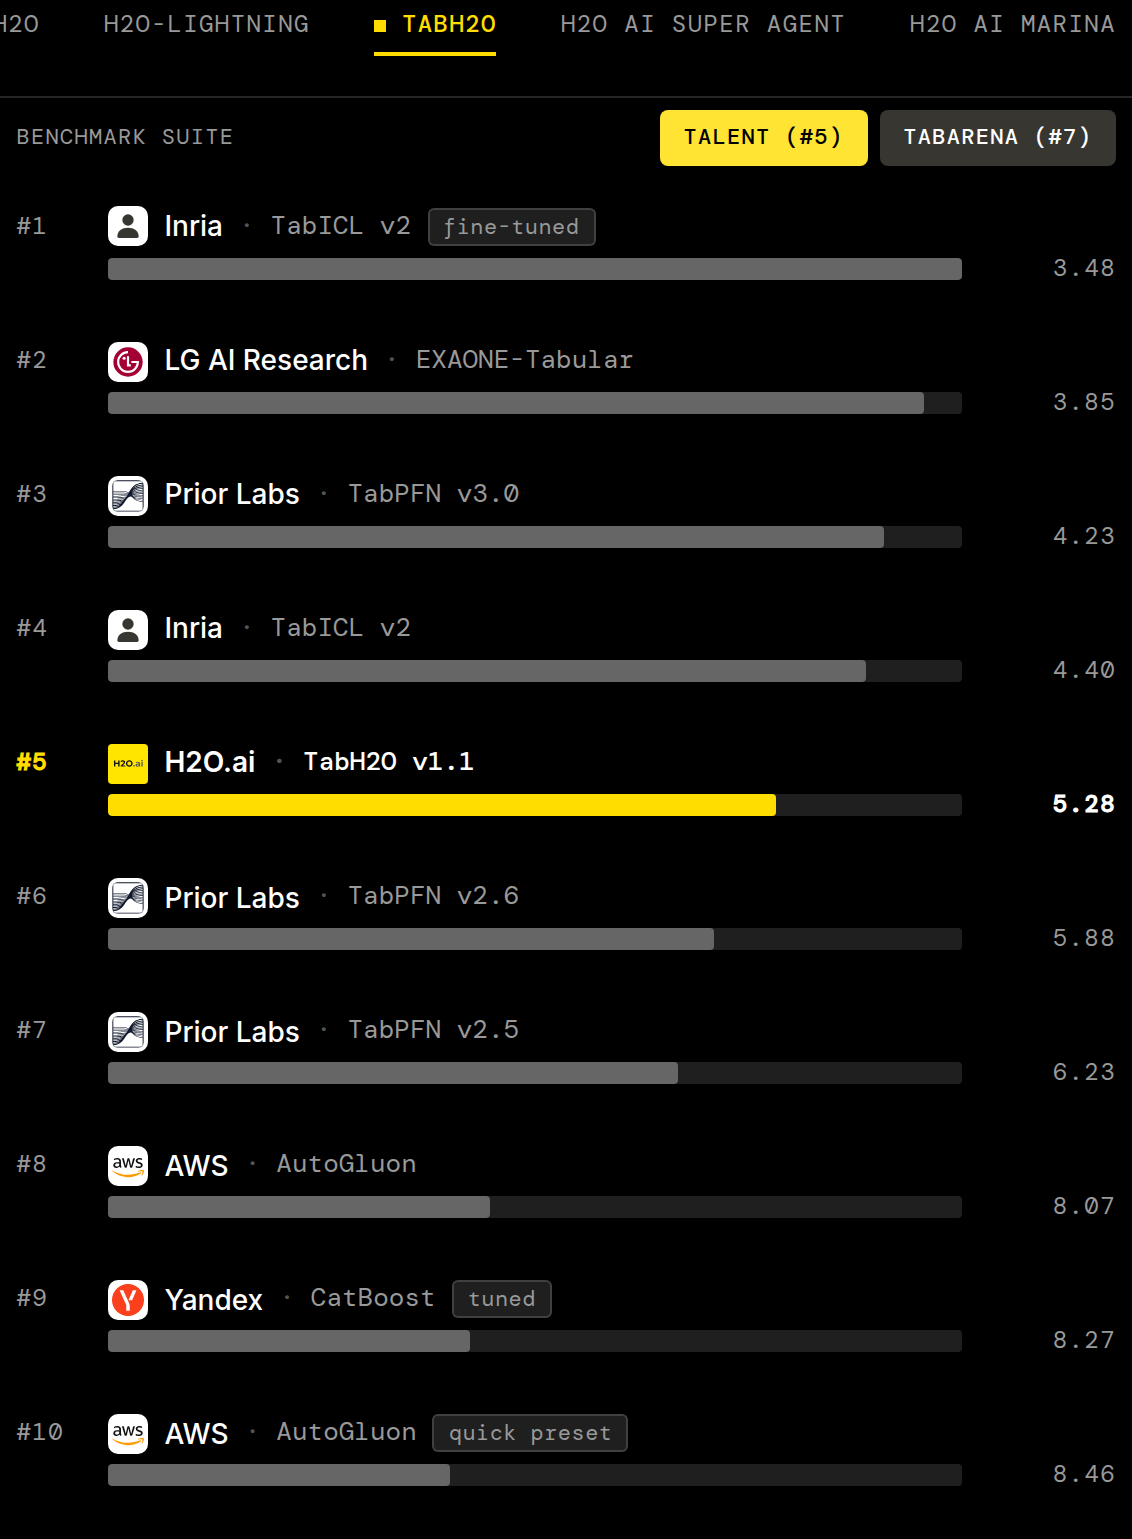 H2O H2O-LIGHTNING TABH2O H2O AI SUPER AGENT H2O AI MARINA
BENCHMARK SUITE TALENT (#5) TABARENA (#7)
#1 Inria · TabICL v2 fine-tuned
3.48
#2 LG AI Research · EXAONE-Tabular
3.85
#3 Prior Labs · TabPFN v3.0
4.23
#4 Inria · TabICL v2
4.40
#5 H2O.ai H2O.ai · TabH2O v1.1
5.28
#6 Prior Labs · TabPFN v2.6
5.88
#7 Prior Labs · TabPFN v2.5
6.23
#8 aws AWS · AutoGluon
8.07
#9 Y Yandex · CatBoost tuned
8.27
#10 aws AWS · AutoGluon quick preset
8.46